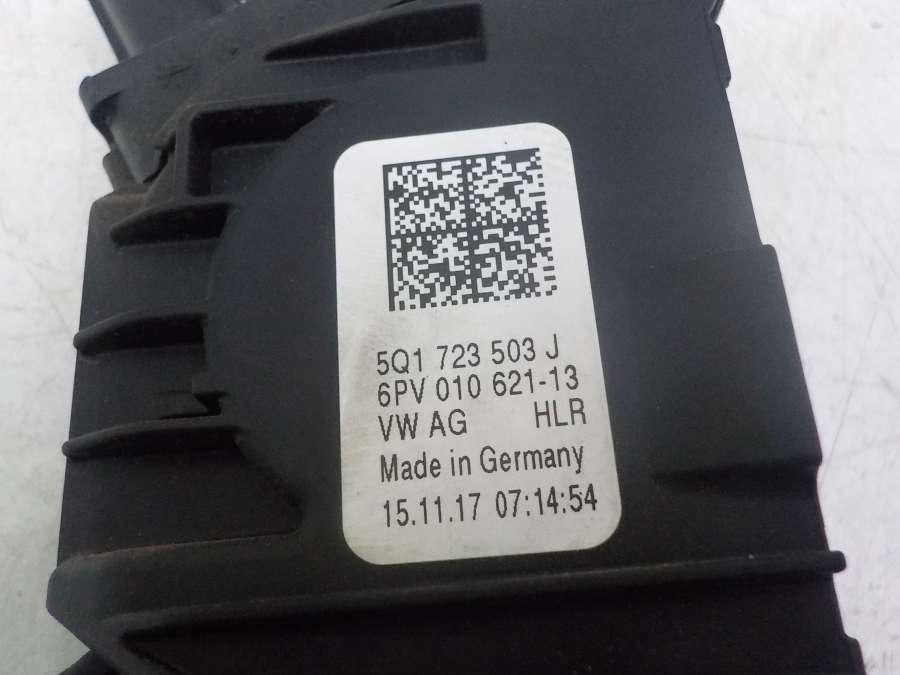 5Q1 723 503 J
6PV 010 621-13
VW AG HLR
Made in Germany
15.11.17 07:14:54